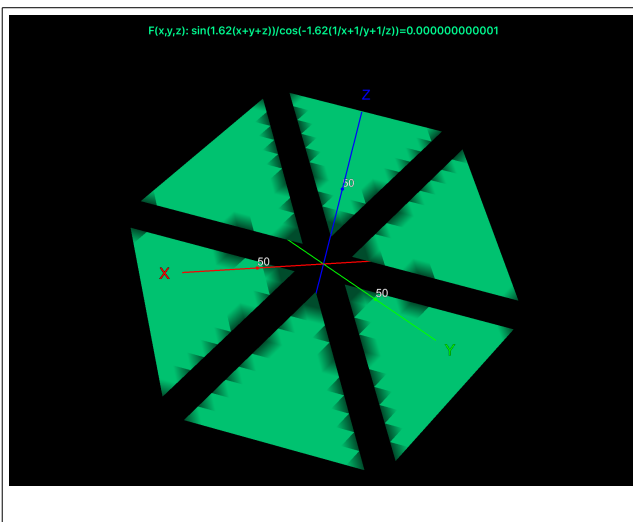 F(x,y,z): sin(1.62(x+y+z))/cos(-1.62(1/x+1/y+1/z))=0.000000000001
Z
50
X
50
50
Y